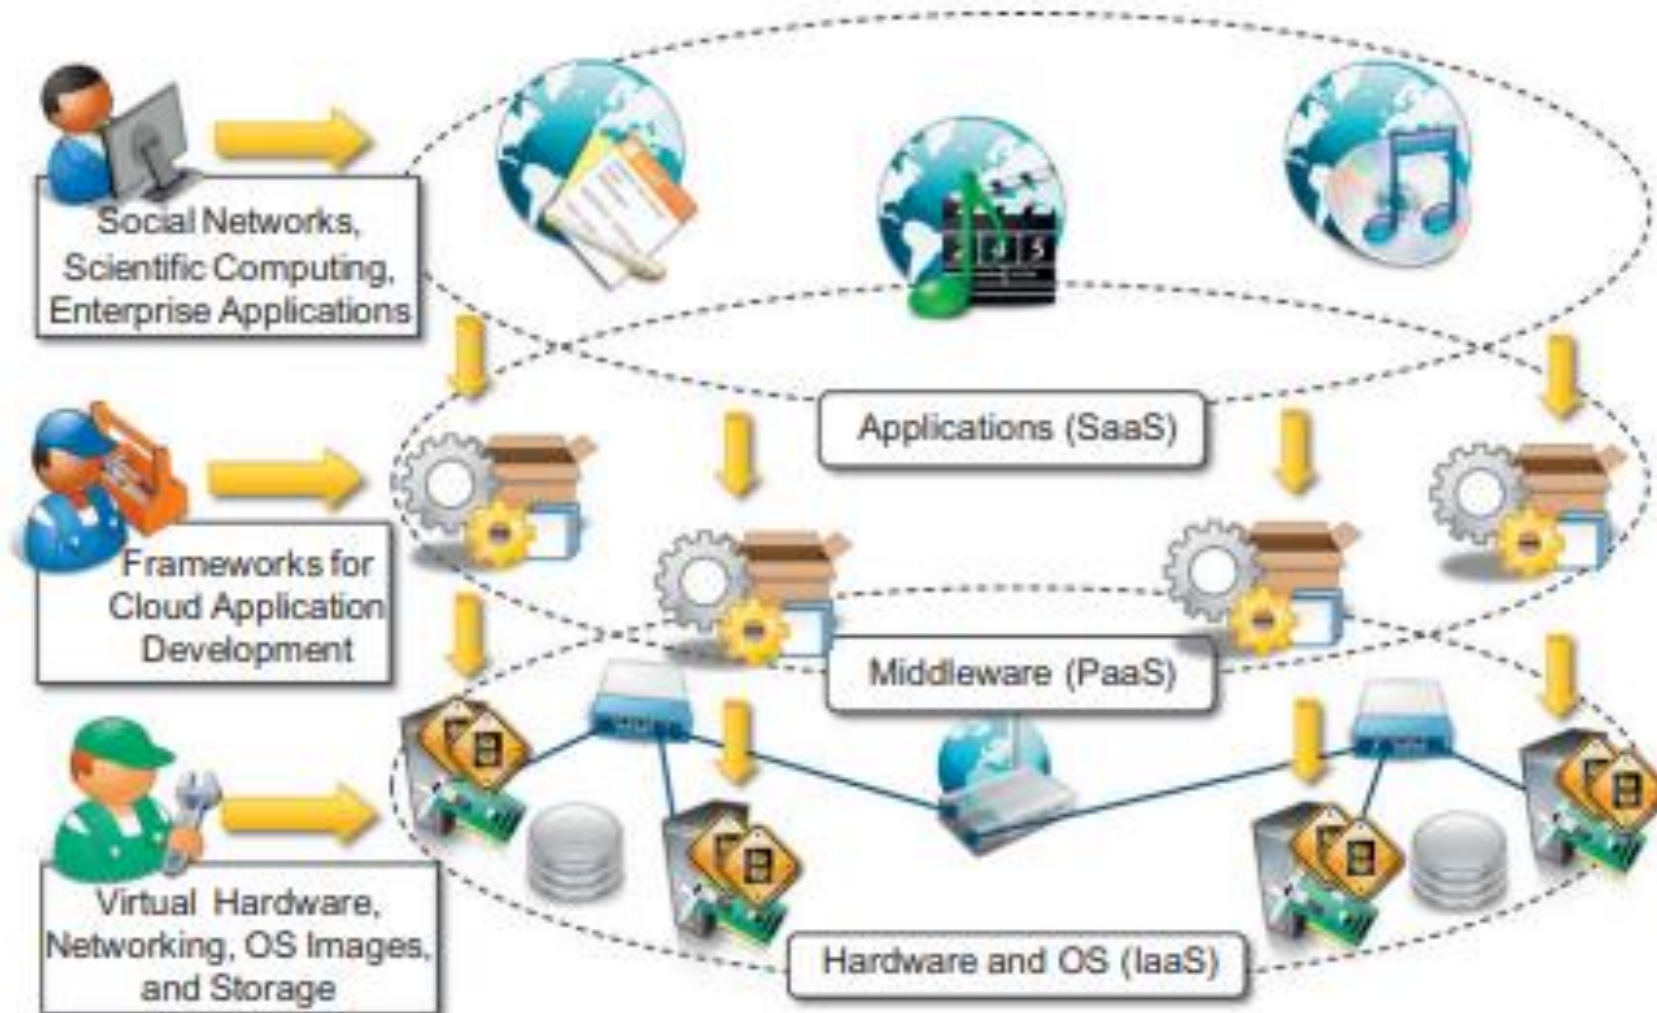 Social Networks,
Scientific Computing,
Enterprise Applications
Applications (SaaS)
Frameworks for
Cloud Application
Development
Middleware (PaaS)
Virtual Hardware,
Networking, OS Images,
and Storage
Hardware and OS (IaaS)